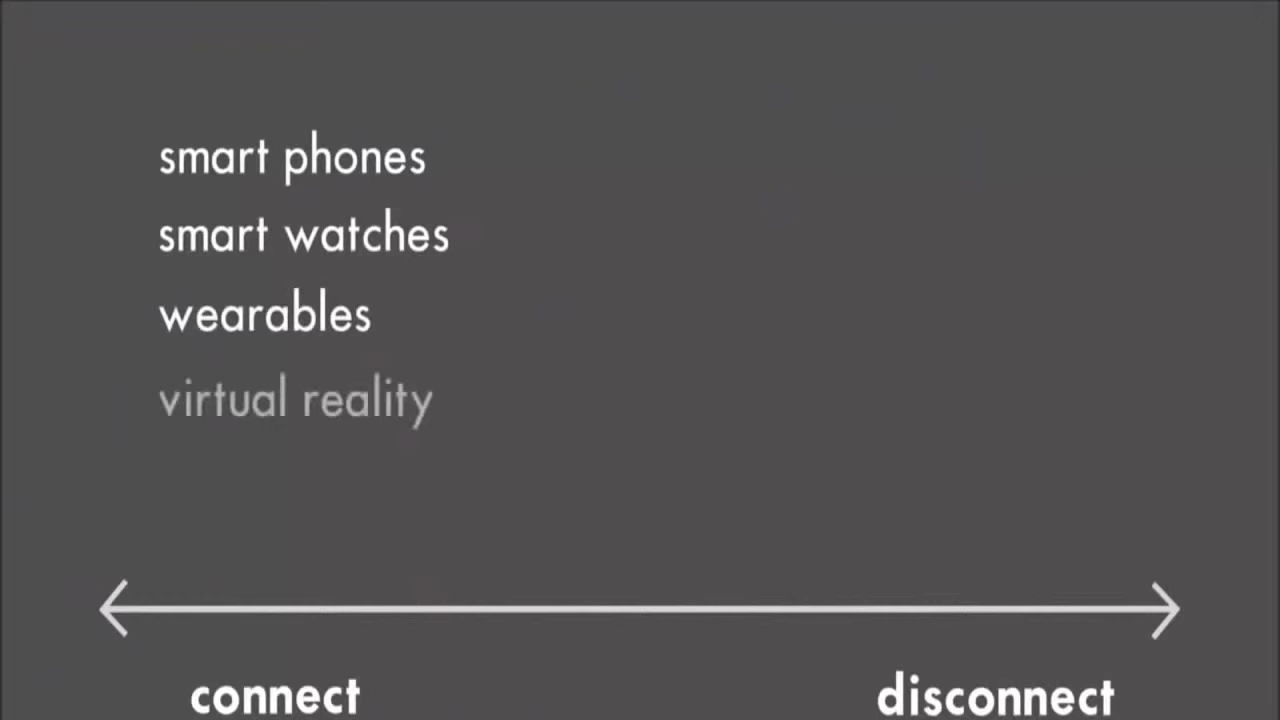 smart phones
smart watches
wearables
virtual reality
connect
disconnect